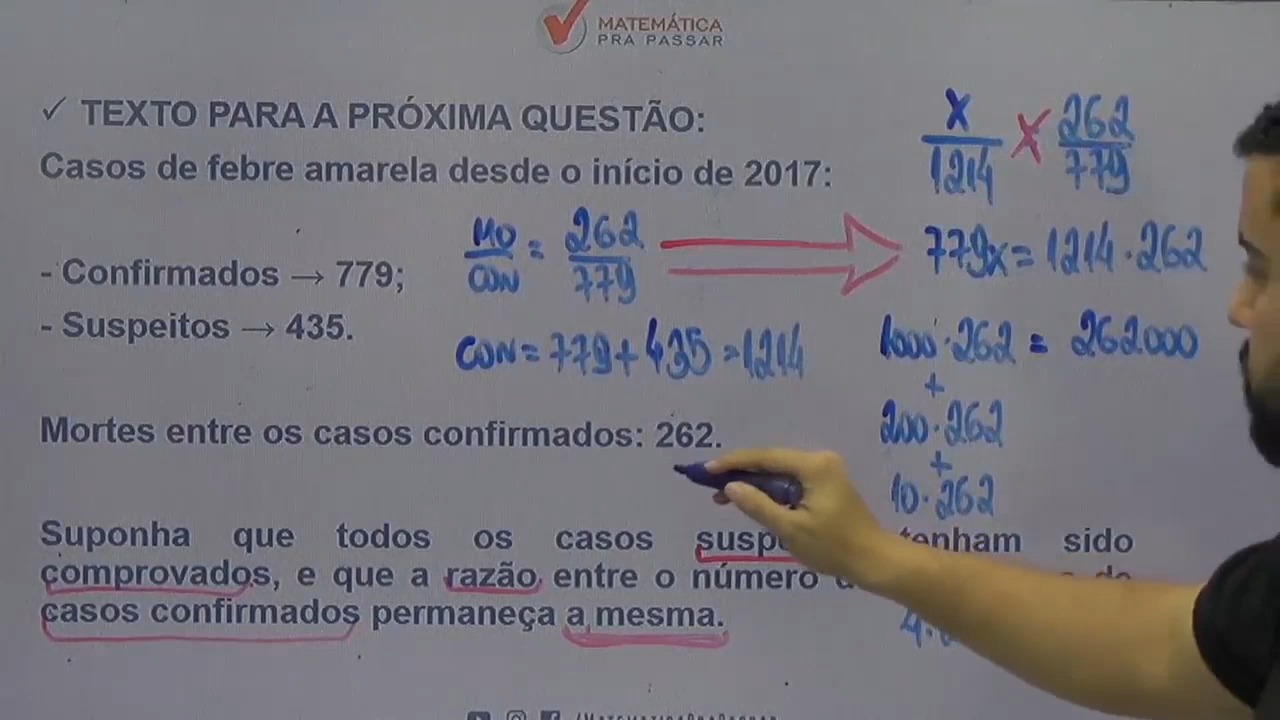 MATEMÁTICA
PRA PASSAR
✓ TEXTO PARA A PRÓXIMA QUESTÃO:
Casos de febre amarela desde o início de 2017:
- Confirmados → 779;
- Suspeitos → 435.
MO/CON = 262/779
CON = 779 + 435 = 1214
Mortes entre os casos confirmados: 262.
Suponha que todos os casos tenham sido
comprovados, e que a razão entre o número
casos confirmados permaneça a mesma.
X/1214 X 262/779
779x = 1214 · 262
1000 · 262 = 262000
+
200 · 262
+
10 · 262